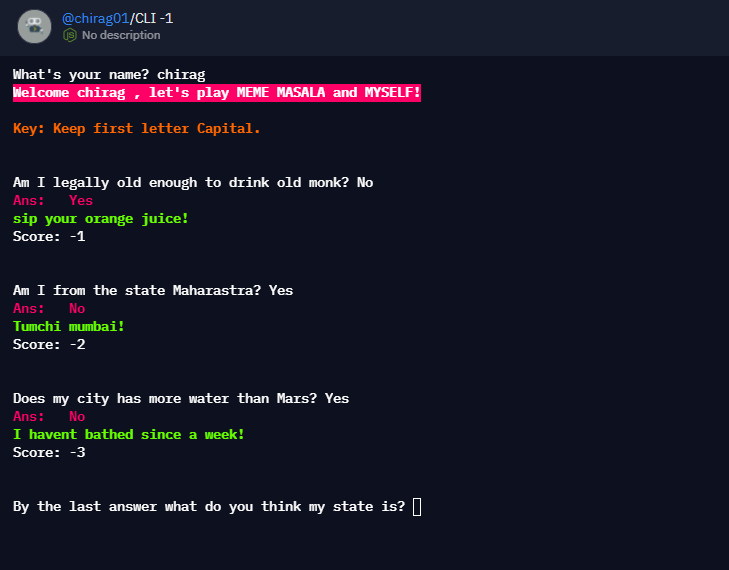 @chirag01/CLI -1
JS No description
What's your name? chirag
Welcome chirag , let's play MEME MASALA and MYSELF!
Key: Keep first letter Capital.
Am I legally old enough to drink old monk? No
Ans:   Yes
sip your orange juice!
Score: -1
Am I from the state Maharastra? Yes
Ans:   No
Tumchi mumbai!
Score: -2
Does my city has more water than Mars? Yes
Ans:   No
I havent bathed since a week!
Score: -3
By the last answer what do you think my state is?